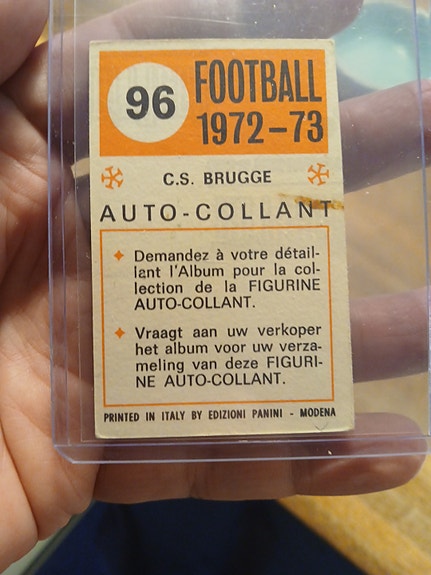 96
FOOTBALL
1972-73
C.S. BRUGGE
AUTO-COLLANT
Demandez à votre détail-
lant l'Album pour la col-
lection de la FIGURINE
AUTO-COLLANT.
Vraagt aan uw verkoper
het album voor uw verza-
meling van deze FIGURI-
NE AUTO-COLLANT.
PRINTED IN ITALY BY EDIZIONI PANINI - MODENA